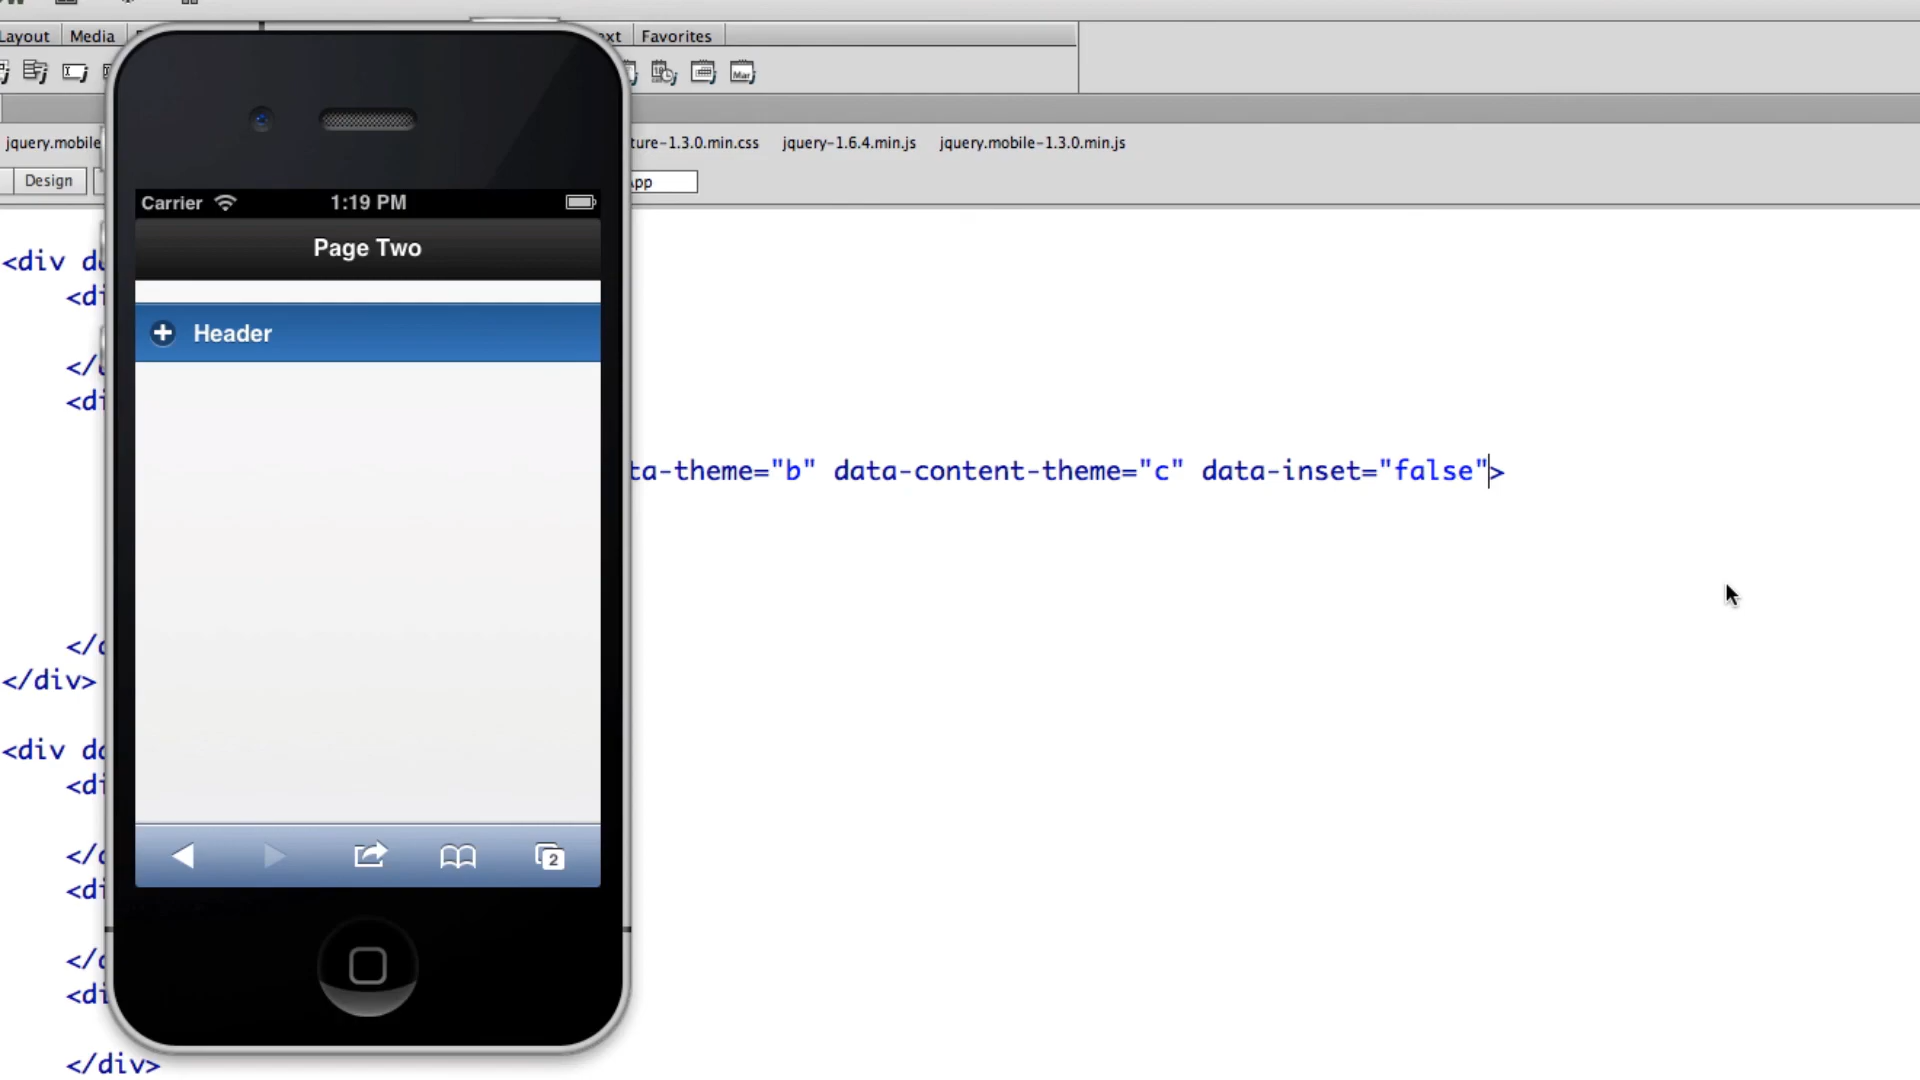 Layout Media Favorites
jquery.mobile jquery-1.6.4.min.js jquery.mobile-1.3.0.min.js
ture-1.3.0.min.css
Design
Mar
Carrier 1:19 PM
Page Two
<div
<di
Header
</
<di
ta-theme="b" data-content-theme="c" data-inset="false">
</
</div>
<div
<di
2
</
<di
</
<di
</div>